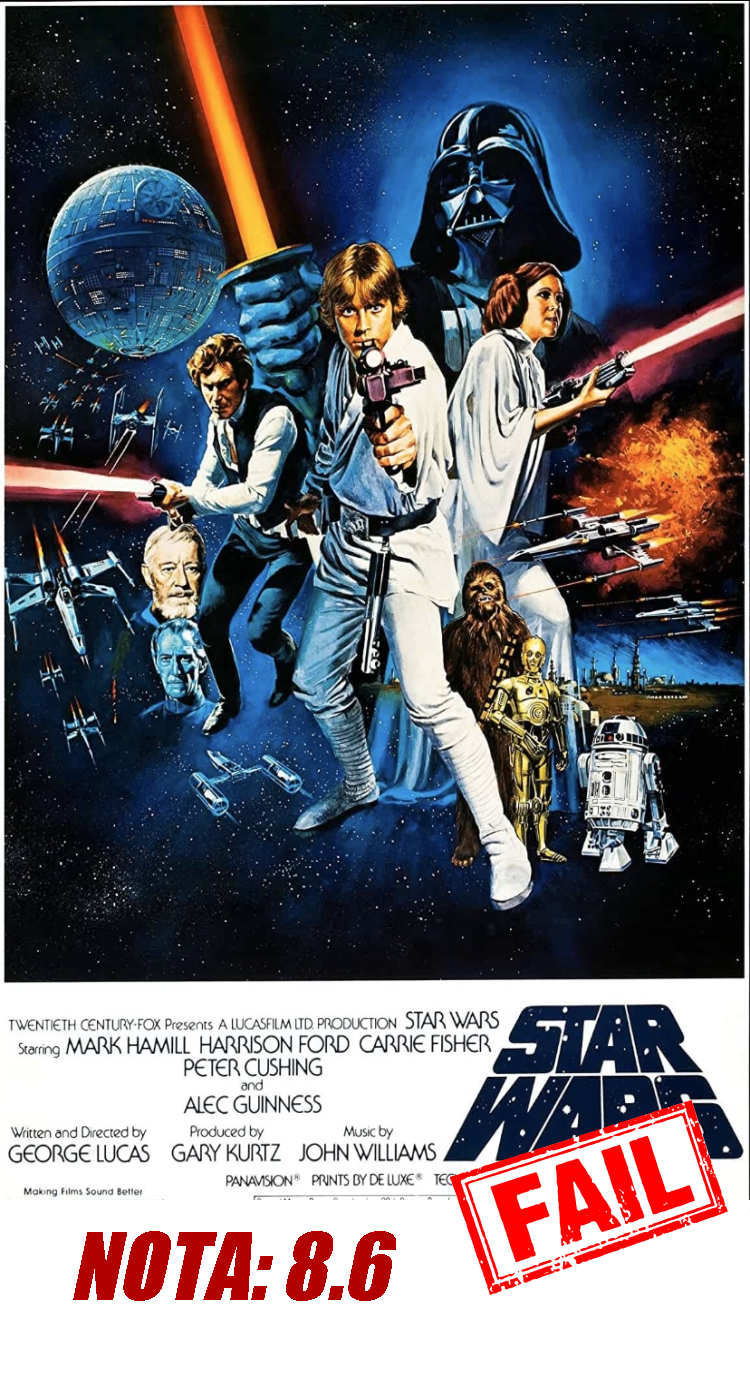 TWENTIETH CENTURY-FOX Presents A LUCASFILM LTD. PRODUCTION STAR WARS
Starring MARK HAMILL HARRISON FORD CARRIE FISHER
PETER CUSHING
and
ALEC GUINNESS
Written and Directed by
GEORGE LUCAS
Produced by
GARY KURTZ
Music by
JOHN WILLIAMS
PANAVISION® PRINTS BY DE LUXE®
Making Films Sound Better
STAR
WARS
FAIL
NOTA: 8.6